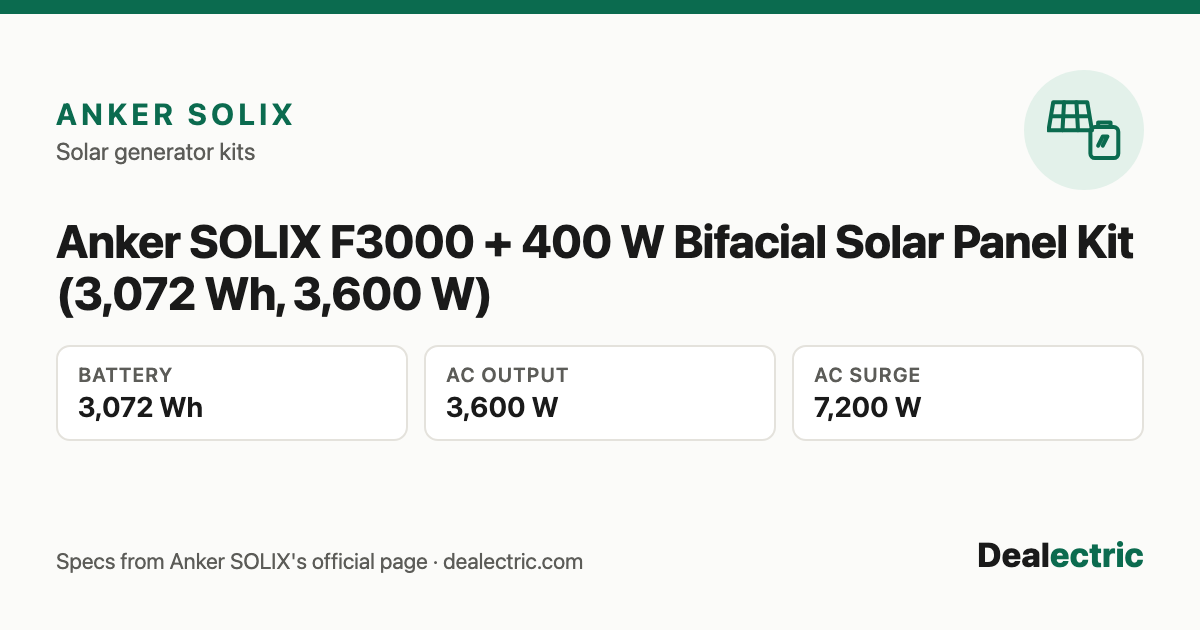 ANKER SOLIX
Solar generator kits
Anker SOLIX F3000 + 400 W Bifacial Solar Panel Kit
(3,072 Wh, 3,600 W)
BATTERY
3,072 Wh
AC OUTPUT
3,600 W
AC SURGE
7,200 W
Specs from Anker SOLIX's official page · dealectric.com
Dealectric